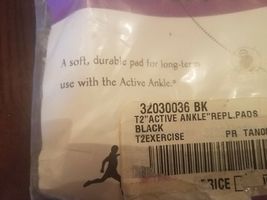 A soft, durable pad for long-term
use with the Active Ankle.®
32030036 BK
T2"ACTIVE ANKLE"REPL.PADS
BLACK
T2EXERCISE PR TANO
RICE